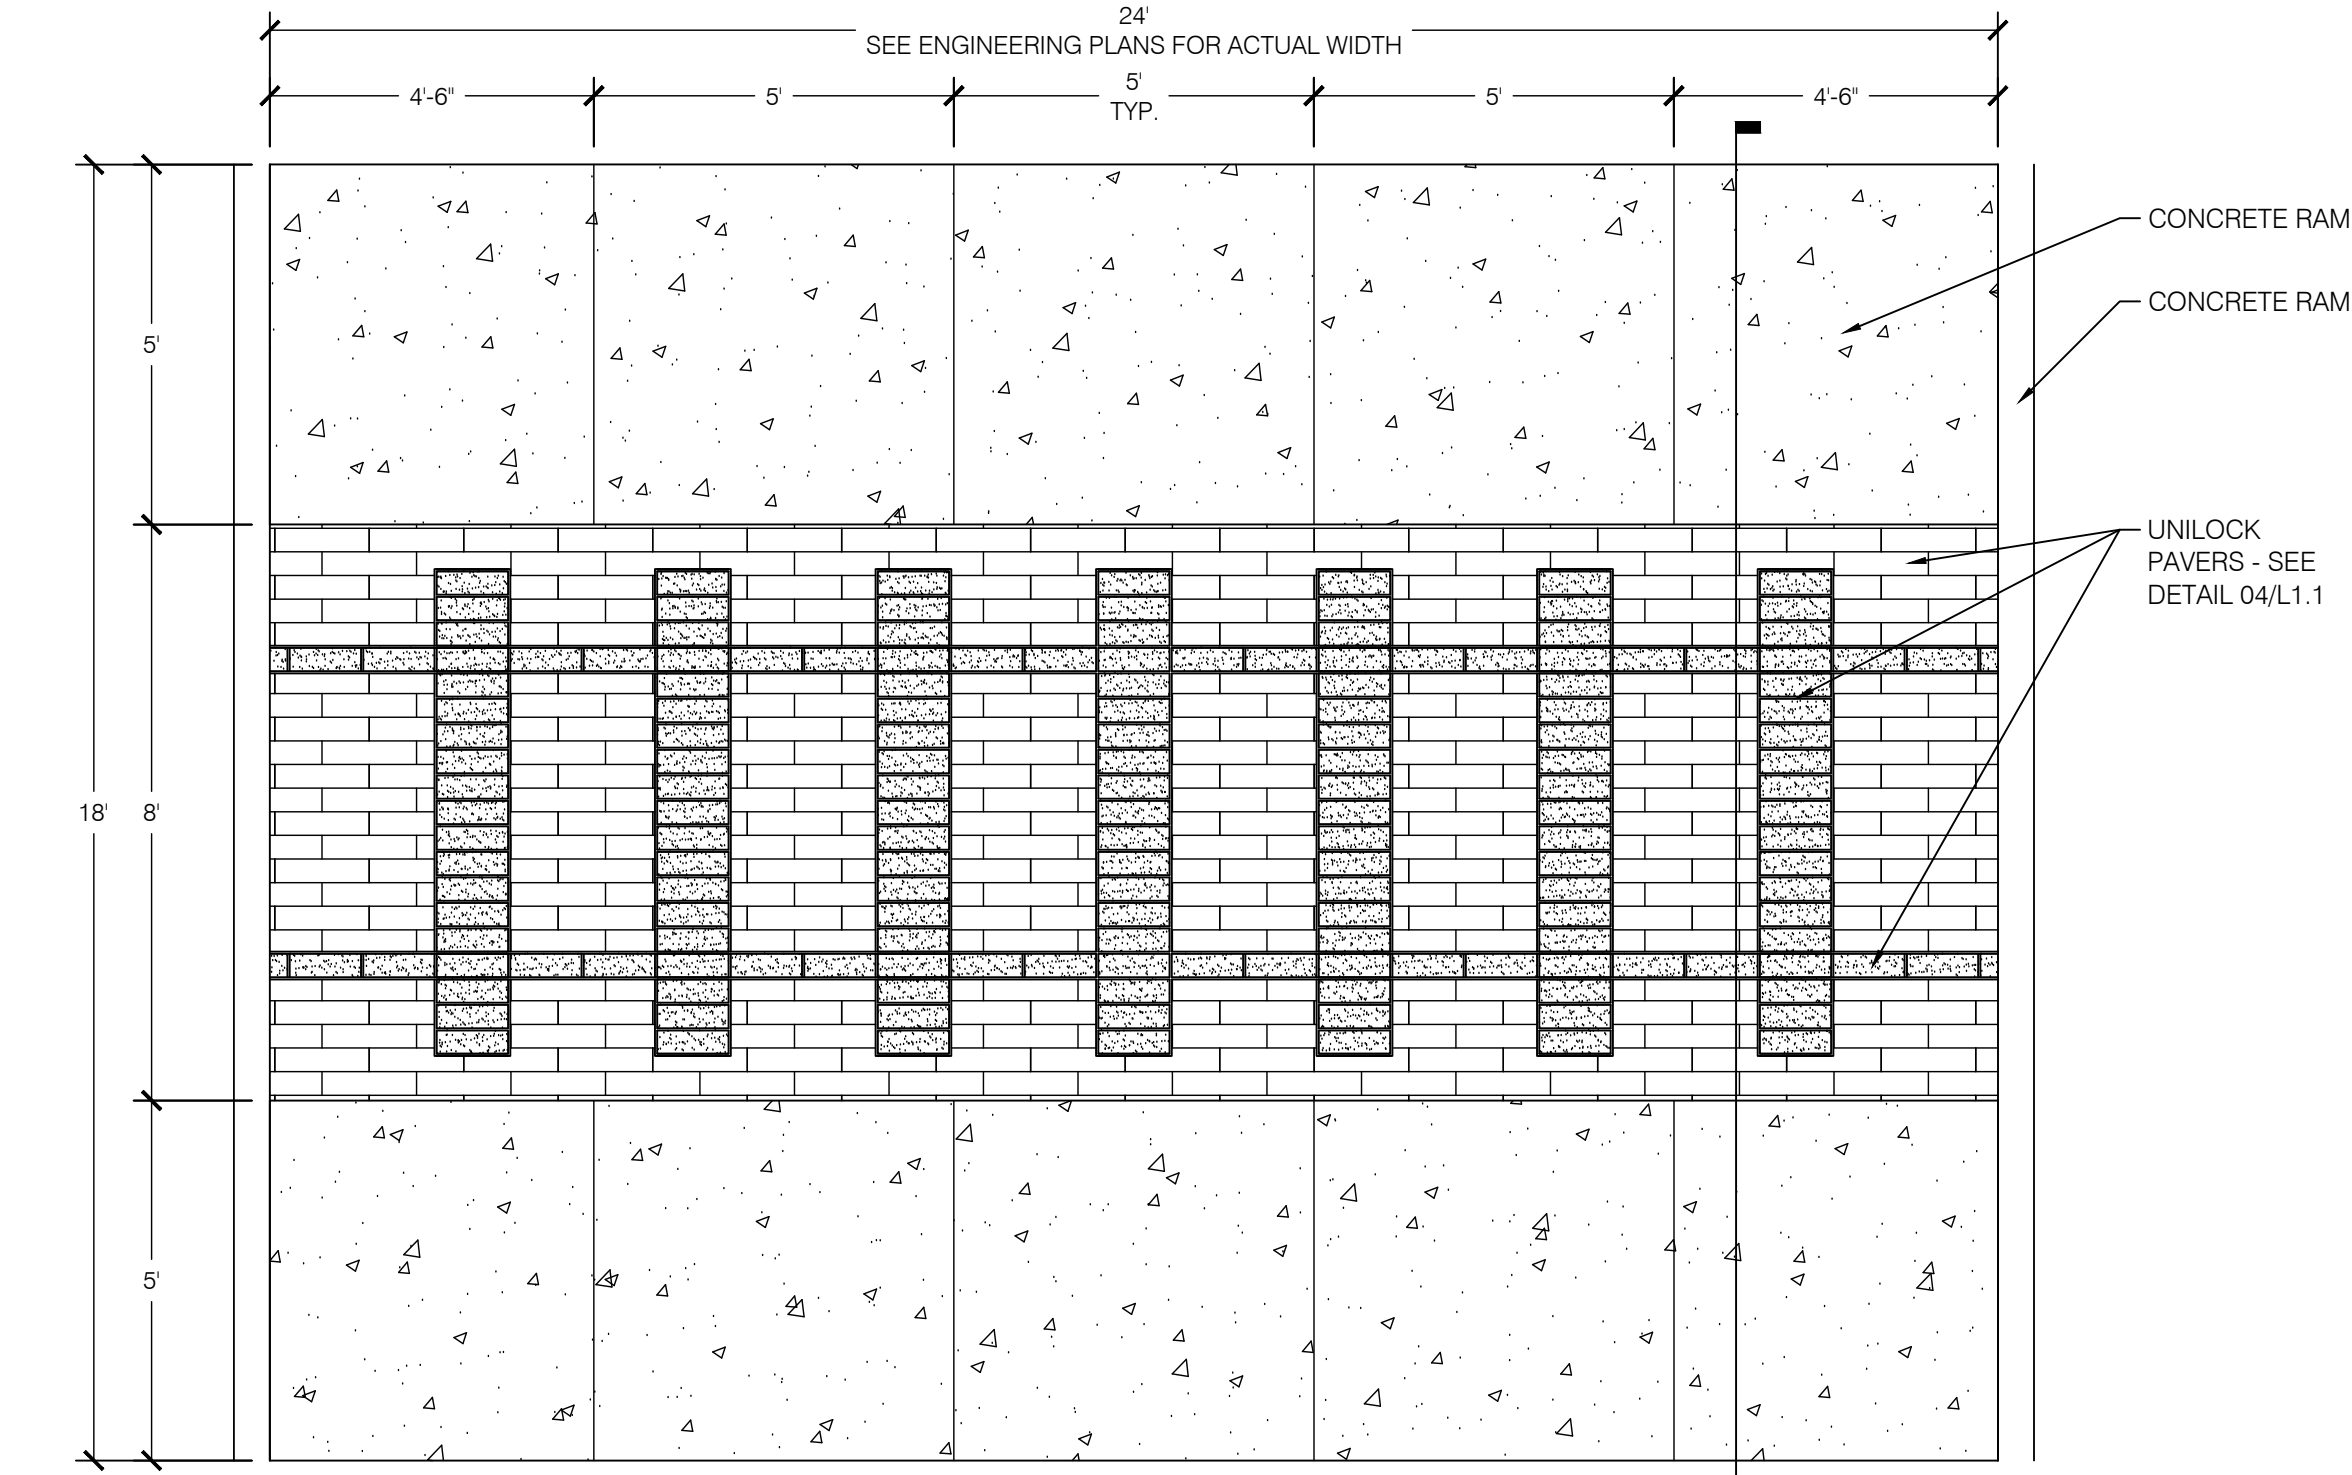 24'
SEE ENGINEERING PLANS FOR ACTUAL WIDTH
4'-6"
5'
5'
TYP.
5'
4'-6"
CONCRETE RAM
CONCRETE RAM
5'
UNILOCK
PAVERS - SEE
DETAIL 04/L1.1
18'
8'
5'